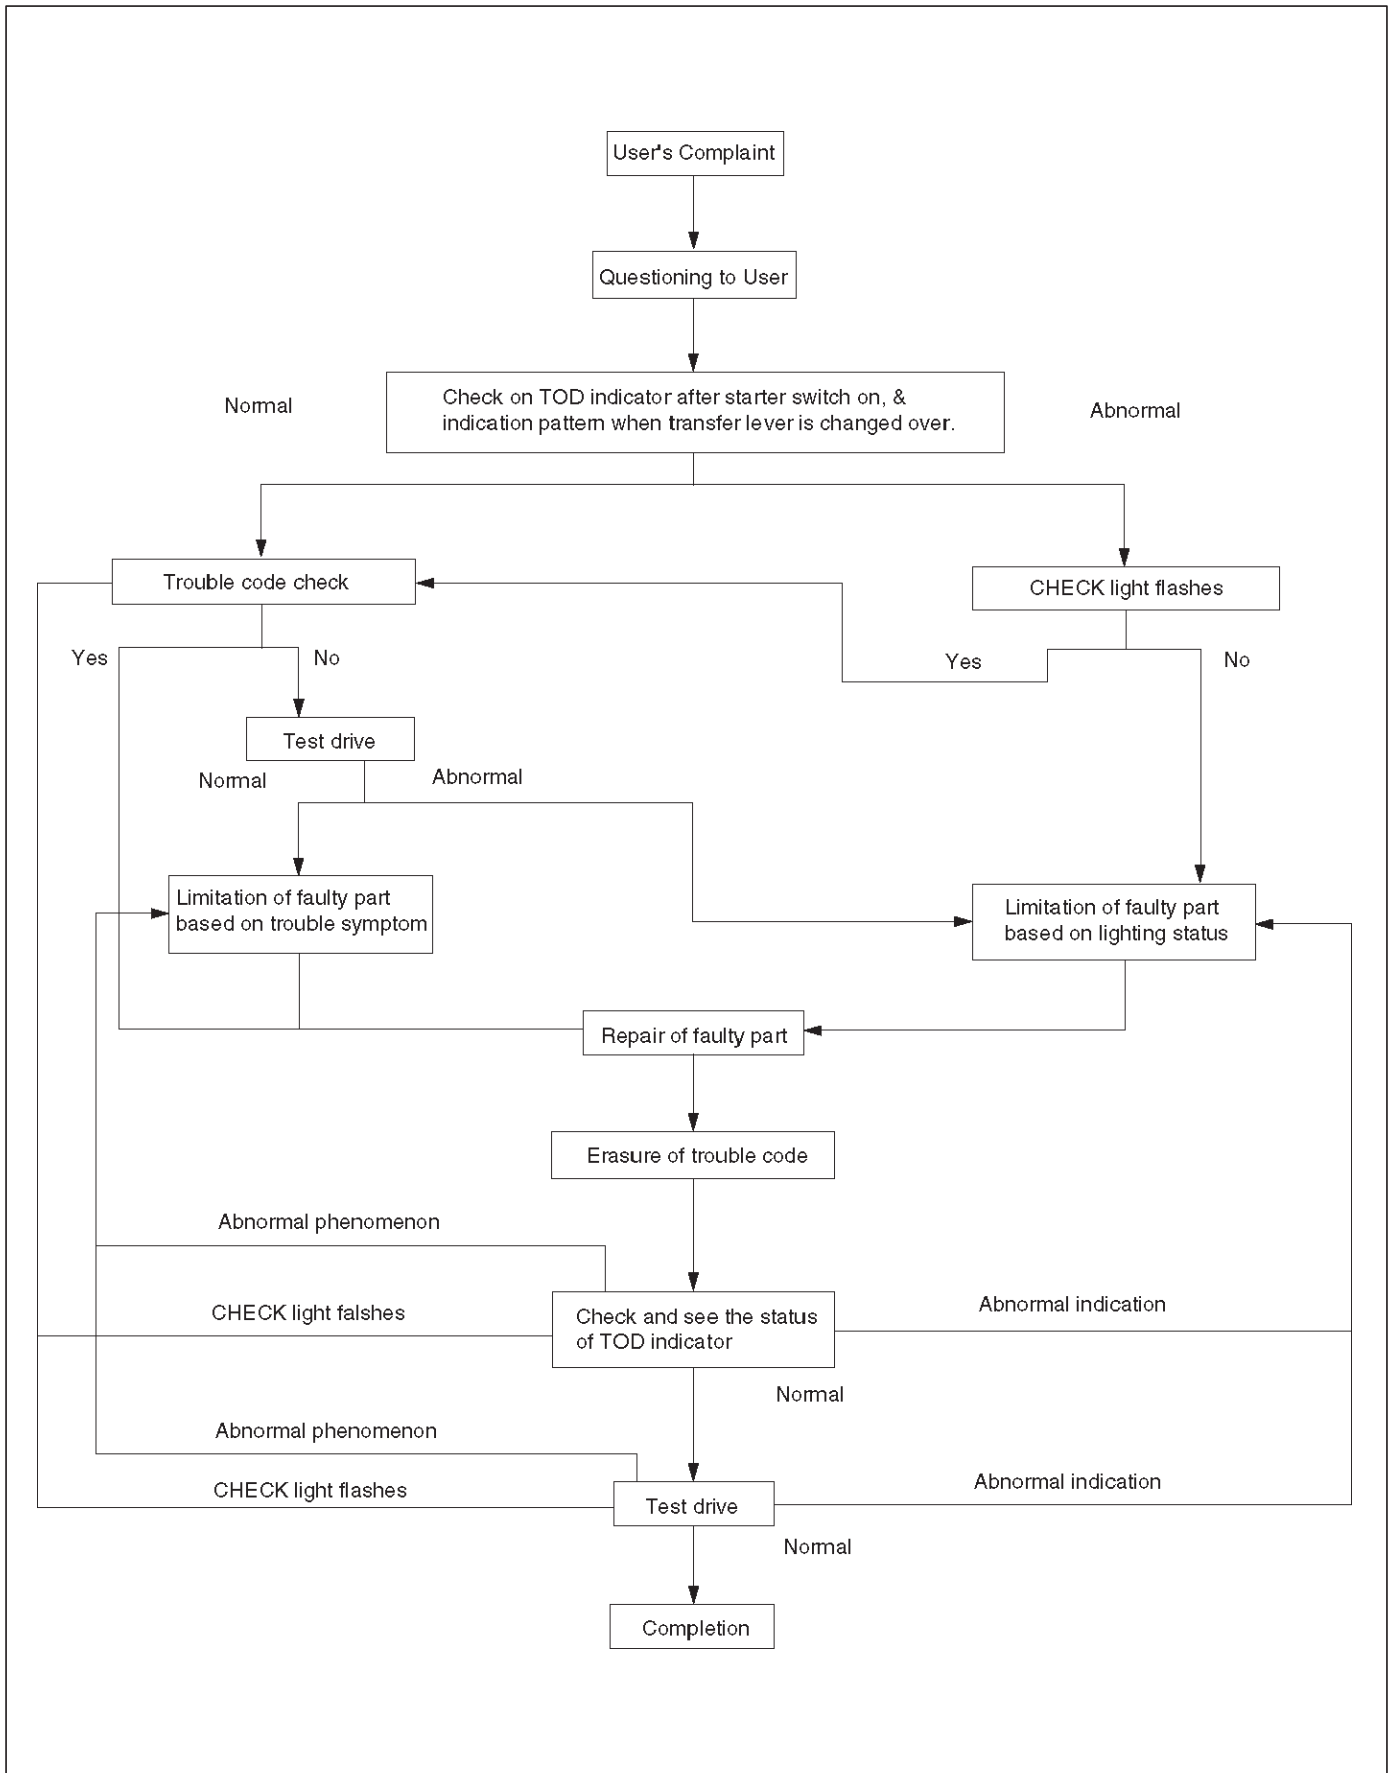 User's Complaint
Questioning to User
Normal
Check on TOD indicator after starter switch on, &
indication pattern when transfer lever is changed over.
Abnormal
Trouble code check
CHECK light flashes
Yes
No
Yes
No
Test drive
Normal
Abnormal
Limitation of faulty part
based on trouble symptom
Limitation of faulty part
based on lighting status
Repair of faulty part
Erasure of trouble code
Abnormal phenomenon
CHECK light falshes
Check and see the status
of TOD indicator
Abnormal indication
Normal
Abnormal phenomenon
CHECK light flashes
Test drive
Abnormal indication
Normal
Completion